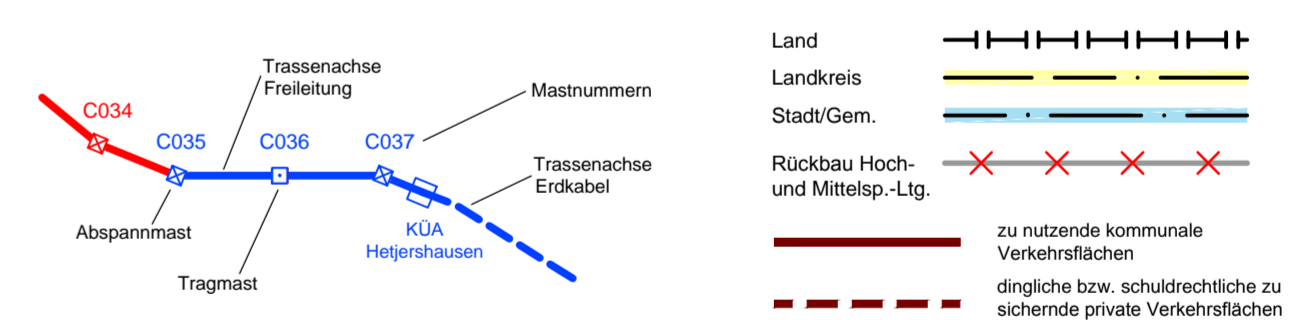 Trassenachse
Freileitung
Mastnummern
C034
C035
C036
C037
Trassenachse
Erdkabel
Abspannmast
KÜA
Hetjershausen
Tragmast
Land
Landkreis
Stadt/Gem.
Rückbau Hoch-
und Mittelsp.-Ltg.
zu nutzende kommunale
Verkehrsflächen
dingliche bzw. schuldrechtliche zu
sichernde private Verkehrsflächen